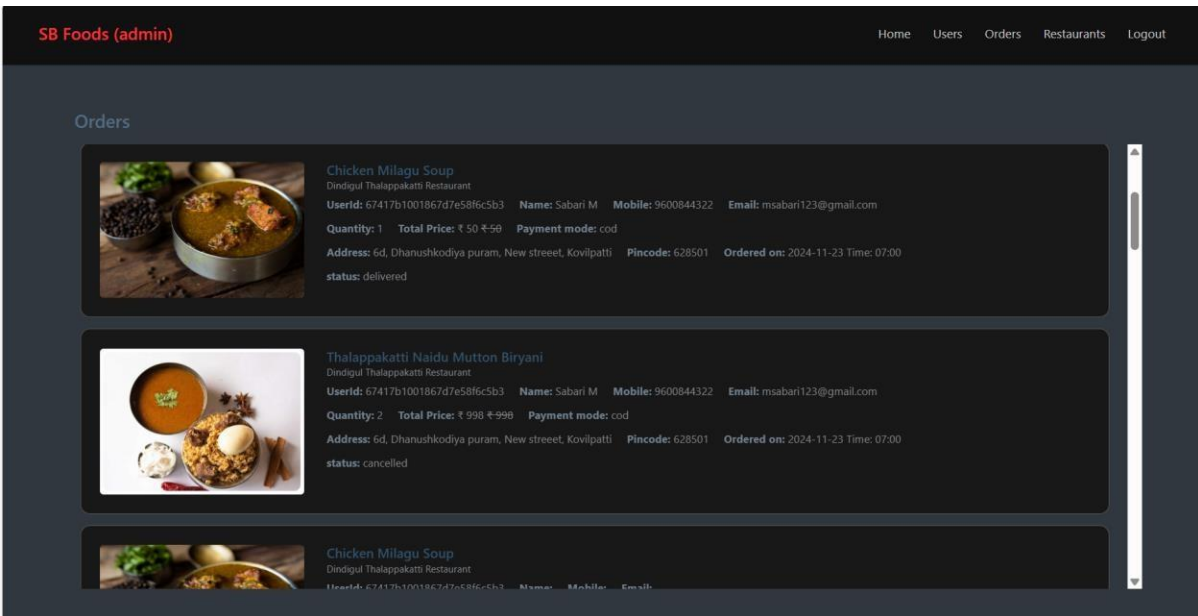 SB Foods (admin)
Home Users Orders Restaurants Logout
Orders
Chicken Milagu Soup
Dindigul Thalappakatti Restaurant
UserId: 67417b1001867d7e58f6c5b3 Name: Sabari M Mobile: 9600844322 Email: msabari123@gmail.com
Quantity: 1 Total Price: ₹ 50 ₹ 50 Payment mode: cod
Address: 6d, Dhanushkodiya puram, New streeet, Kovilpatti Pincode: 628501 Ordered on: 2024-11-23 Time: 07:00
status: delivered
Thalappakatti Naidu Mutton Biryani
Dindigul Thalappakatti Restaurant
UserId: 67417b1001867d7e58f6c5b3 Name: Sabari M Mobile: 9600844322 Email: msabari123@gmail.com
Quantity: 2 Total Price: ₹ 998 ₹ 998 Payment mode: cod
Address: 6d, Dhanushkodiya puram, New streeet, Kovilpatti Pincode: 628501 Ordered on: 2024-11-23 Time: 07:00
status: cancelled
Chicken Milagu Soup
Dindigul Thalappakatti Restaurant
UserId: 67417b1001867d7e58f6c5b3 Name: Mobile: Email: